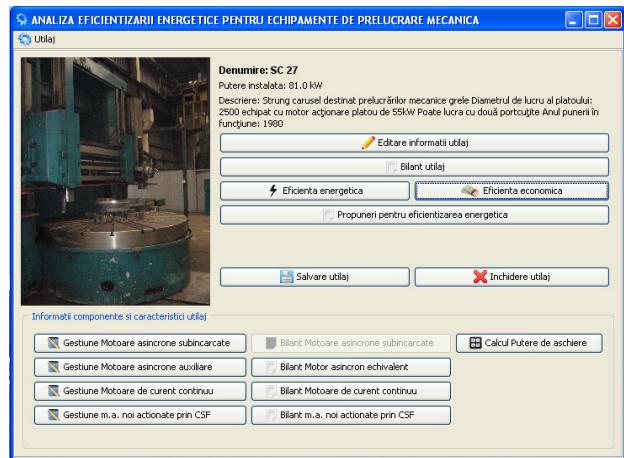 ANALIZA EFICIENTIZARII ENERGETICE PENTRU ECHIPAMENTE DE PRELUCRARE MECANICA
Utilaj
Denumire: SC 27
Putere instalata: 81.0 kW
Descriere: Strung carusel destinat prelucrărilor mecanice grele Diametrul de lucru al platoului:
2500 echipat cu motor acţionare platou de 55kW Poate lucra cu două portcuţite Anul punerii în
funcţiune: 1980
Editare informatii utilaj
Bilant utilaj
Eficienta energetica
Eficienta economica
Propuneri pentru eficientizarea energetica
Salvare utilaj
Inchidere utilaj
Informatii componente si caracteristici utilaj
Gestiune Motoare asincrone subincarcate
Bilant Motoare asincrone subincarcate
Calcul Putere de aschiere
Gestiune Motoare asincrone auxiliare
Bilant Motor asincron echivalent
Gestiune Motoare de curent continuu
Bilant Motoare de curent continuu
Gestiune m.a. noi actionate prin CSF
Bilant m.a. noi actionate prin CSF